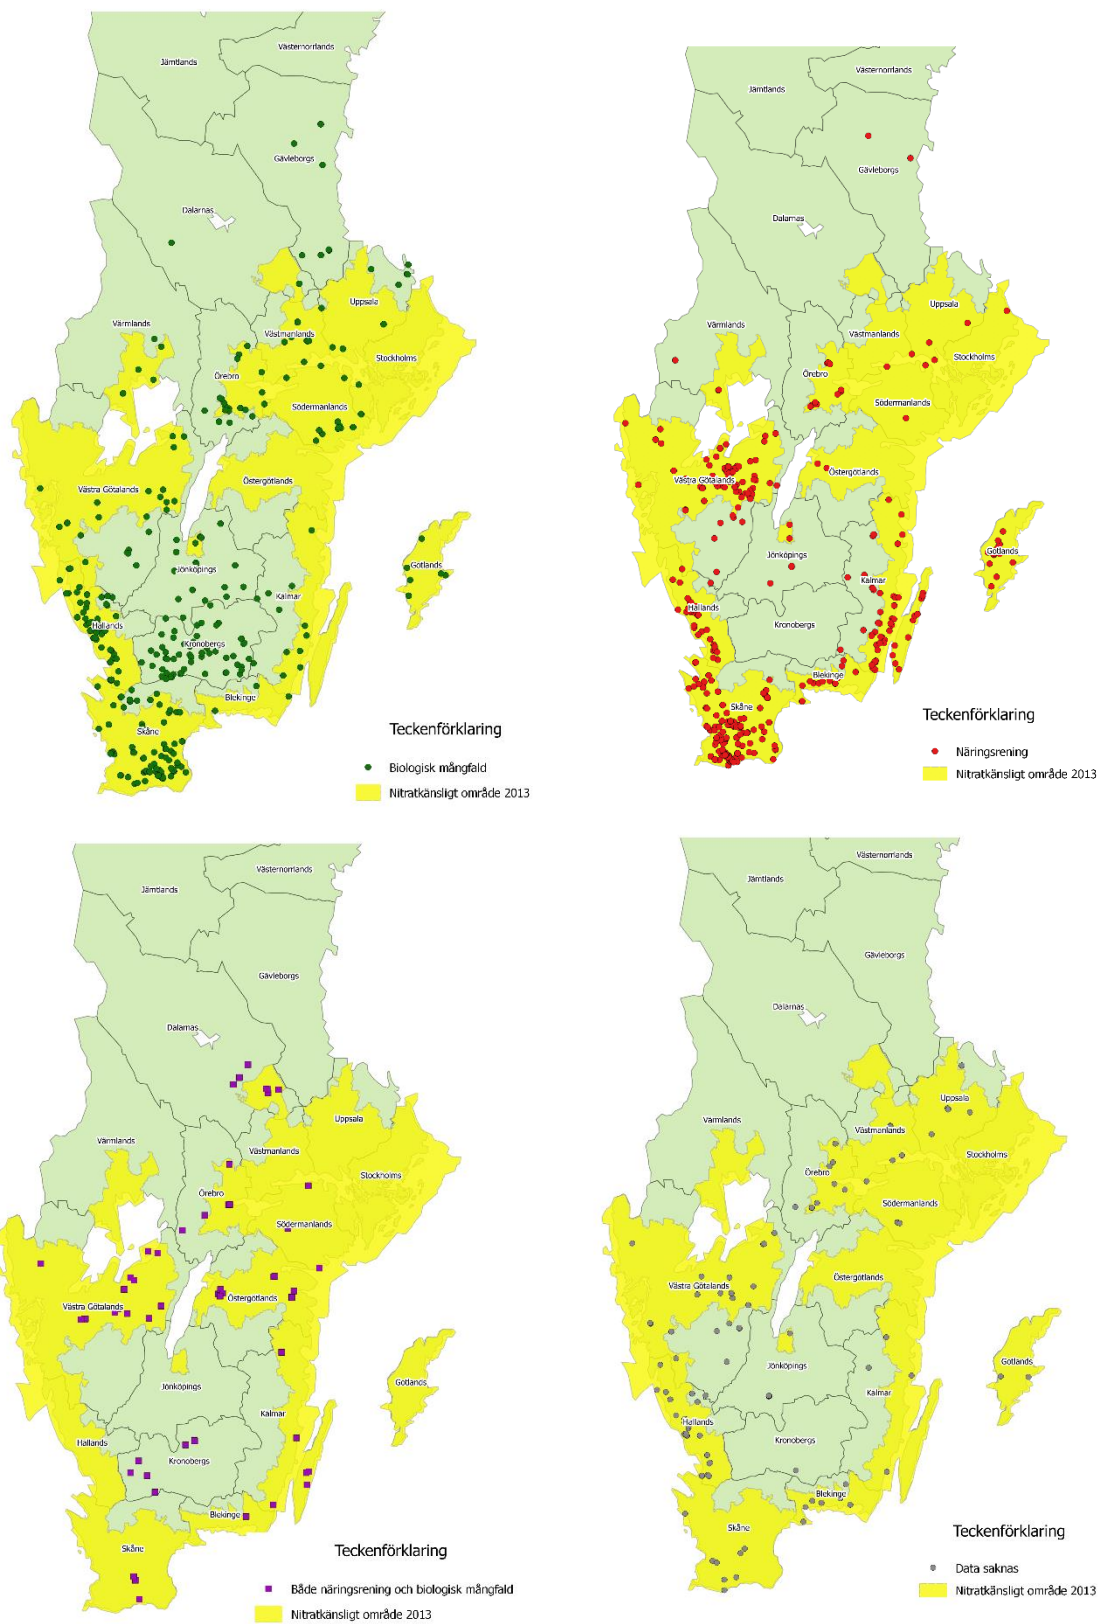 Västernorrlands
Jämtlands
Gävleborgs
Dalarnas
Uppsala
Värmlands
Västmanlands
Stockholms
Örebro
Södermanlands
Västra Götalands
Östergötlands
Gotlands
Jönköpings
Kalmar
Hallands
Kronobergs
Blekinge
Skåne
Teckenförklaring
Biologisk mångfald
Nitratkänsligt område 2013
Västernorrlands
Jämtlands
Gävleborgs
Dalarnas
Uppsala
Värmlands
Västmanlands
Stockholms
Örebro
Södermanlands
Östergötlands
Västra Götalands
Gotlands
Jönköpings
Kalmar
Hallands
Kronobergs
Blekinge
Skåne
Teckenförklaring
Näringsrening
Nitratkänsligt område 2013
Västernorrlands
Jämtlands
Gävleborgs
Dalarnas
Uppsala
Värmlands
Västmanlands
Stockholms
Örebro
Södermanlands
Östergötlands
Västra Götalands
Gotlands
Jönköpings
Kalmar
Hallands
Kronobergs
Blekinge
Skåne
Teckenförklaring
Både näringsrening och biologisk mångfald
Nitratkänsligt område 2013
Västernorrlands
Jämtlands
Gävleborgs
Dalarnas
Uppsala
Värmlands
Västmanlands
Stockholms
Örebro
Södermanlands
Östergötlands
Västra Götalands
Gotlands
Jönköpings
Kalmar
Hallands
Kronobergs
Blekinge
Skåne
Teckenförklaring
Data saknas
Nitratkänsligt område 2013